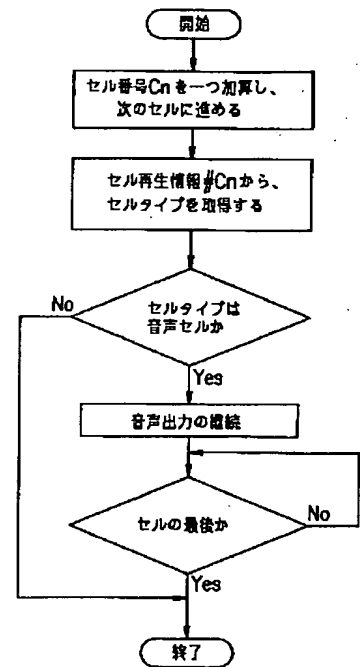 開始
セル番号Cnを一つ加算し、
次のセルに進める
セル再生情報#Cnから、
セルタイプを取得する
セルタイプは
音声セルか
No
Yes
音声出力の継続
セルの最後か
No
Yes
終了